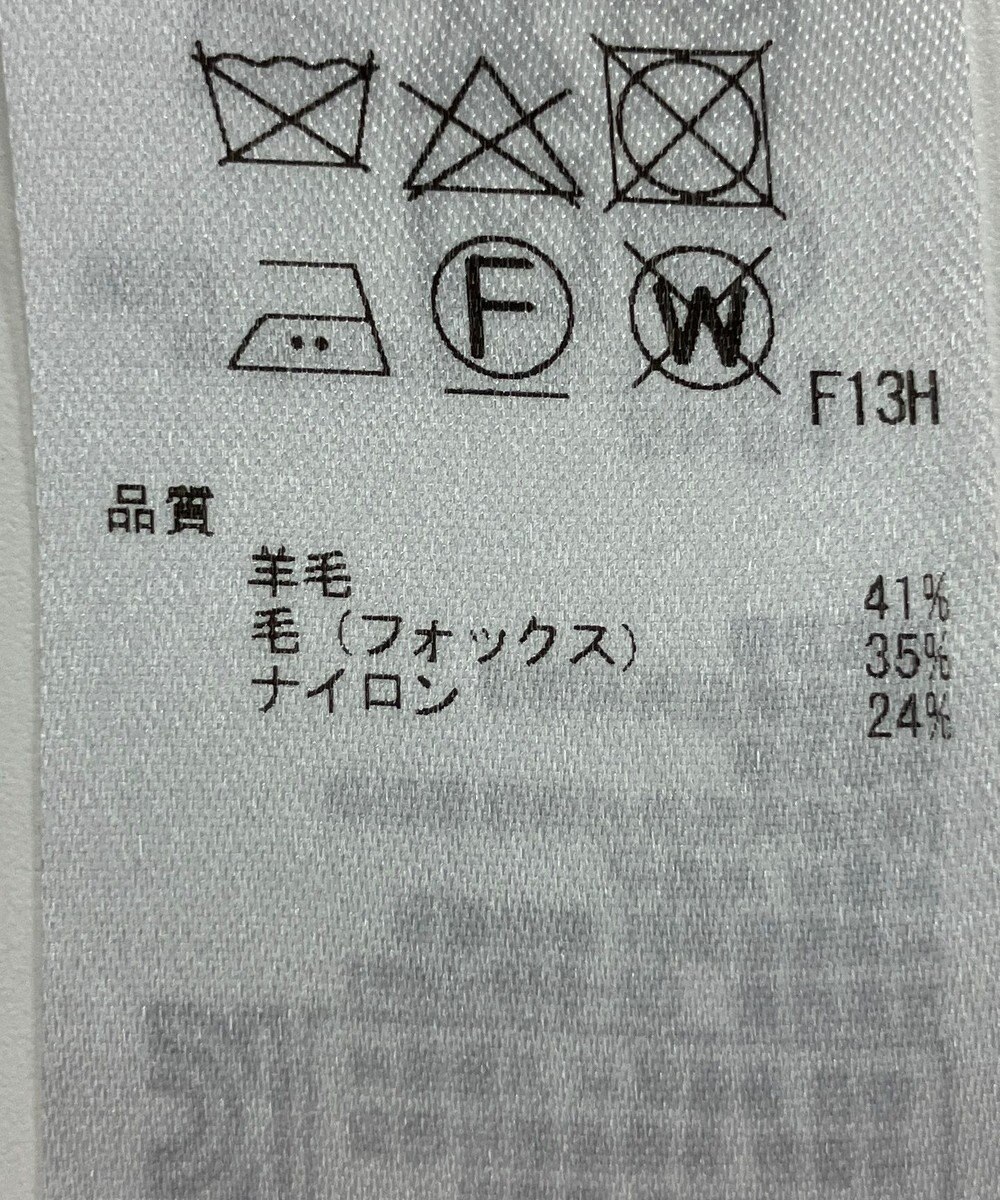 F W
F13H
品質
羊毛 41%
毛（フォックス） 35%
ナイロン 24%